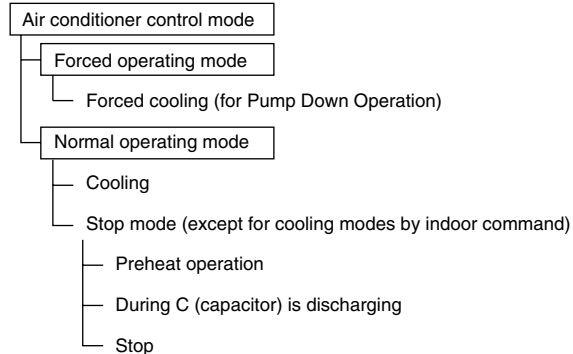 Air conditioner control mode
Forced operating mode
Forced cooling (for Pump Down Operation)
Normal operating mode
Cooling
Stop mode (except for cooling modes by indoor command)
Preheat operation
During C (capacitor) is discharging
Stop